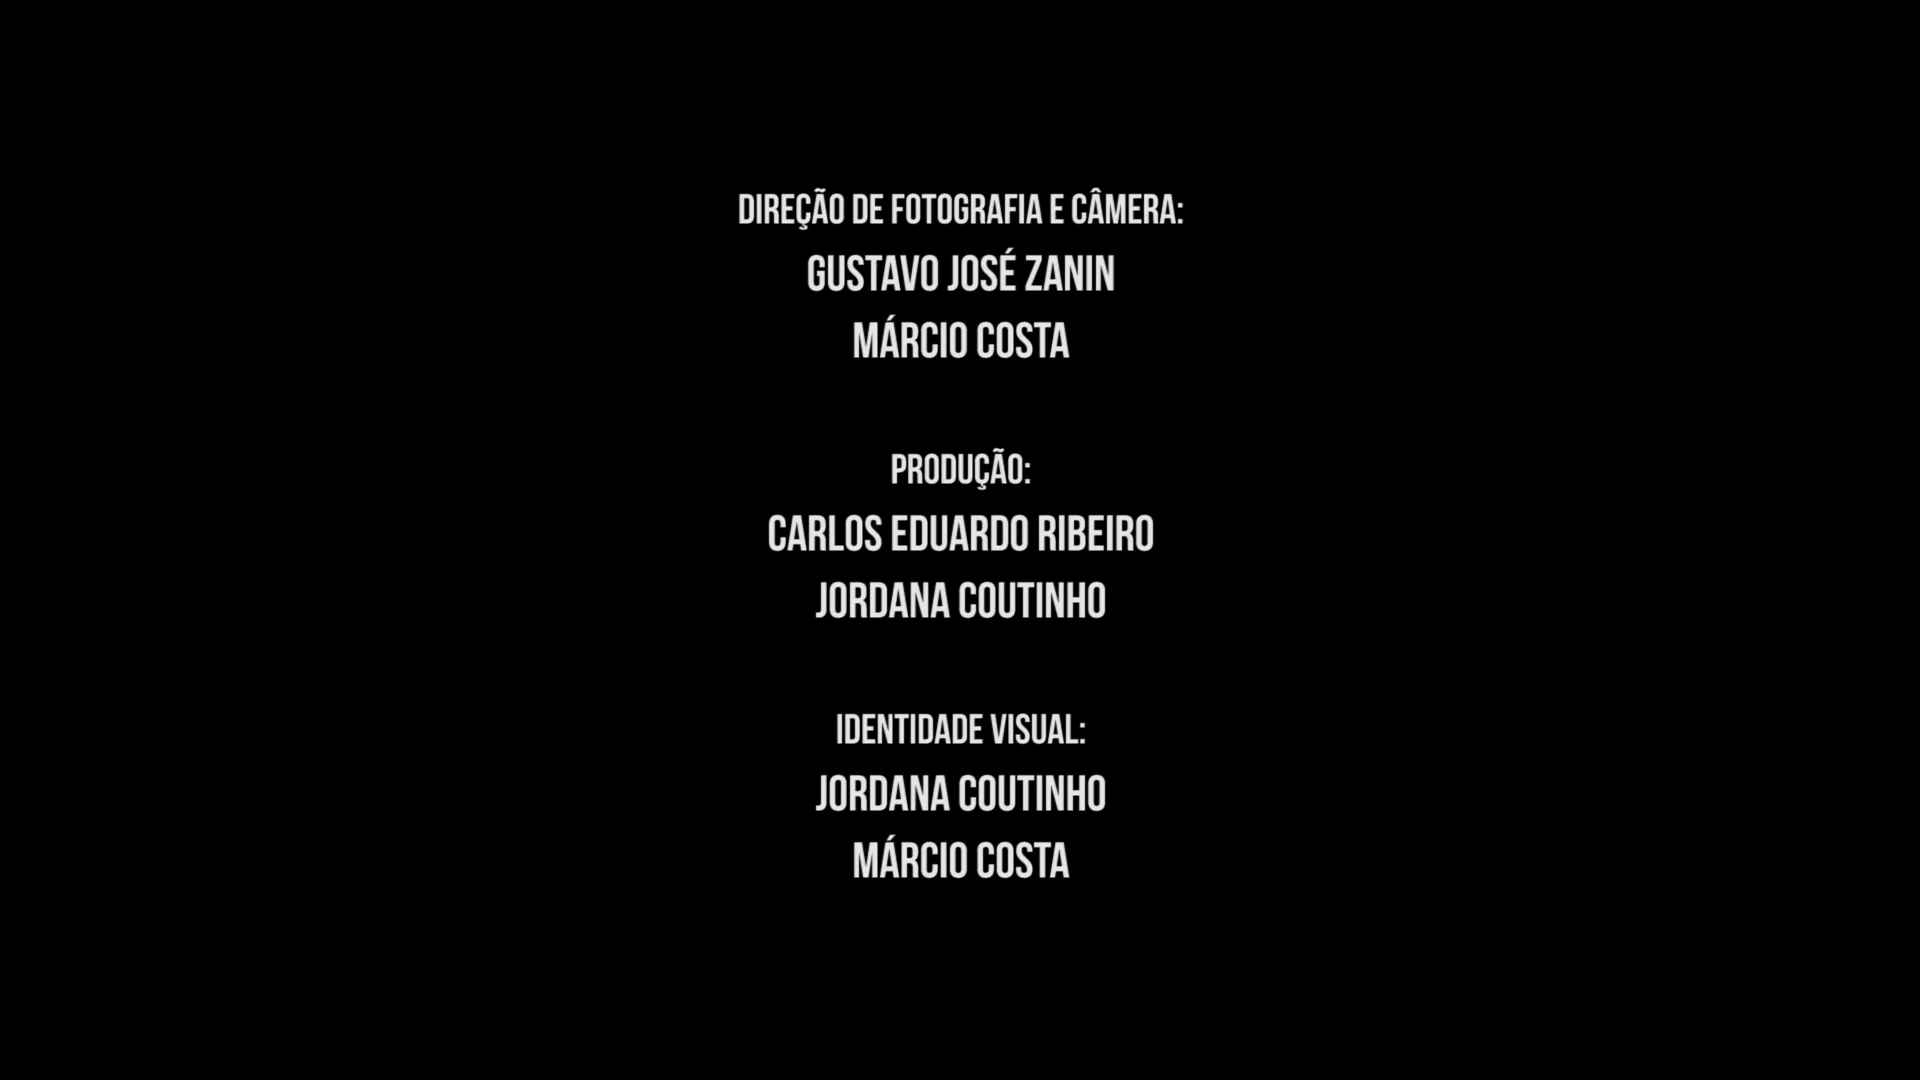 DIREÇÃO DE FOTOGRAFIA E CÂMERA:
GUSTAVO JOSÉ ZANIN
MÁRCIO COSTA
PRODUÇÃO:
CARLOS EDUARDO RIBEIRO
JORDANA COUTINHO
IDENTIDADE VISUAL:
JORDANA COUTINHO
MÁRCIO COSTA